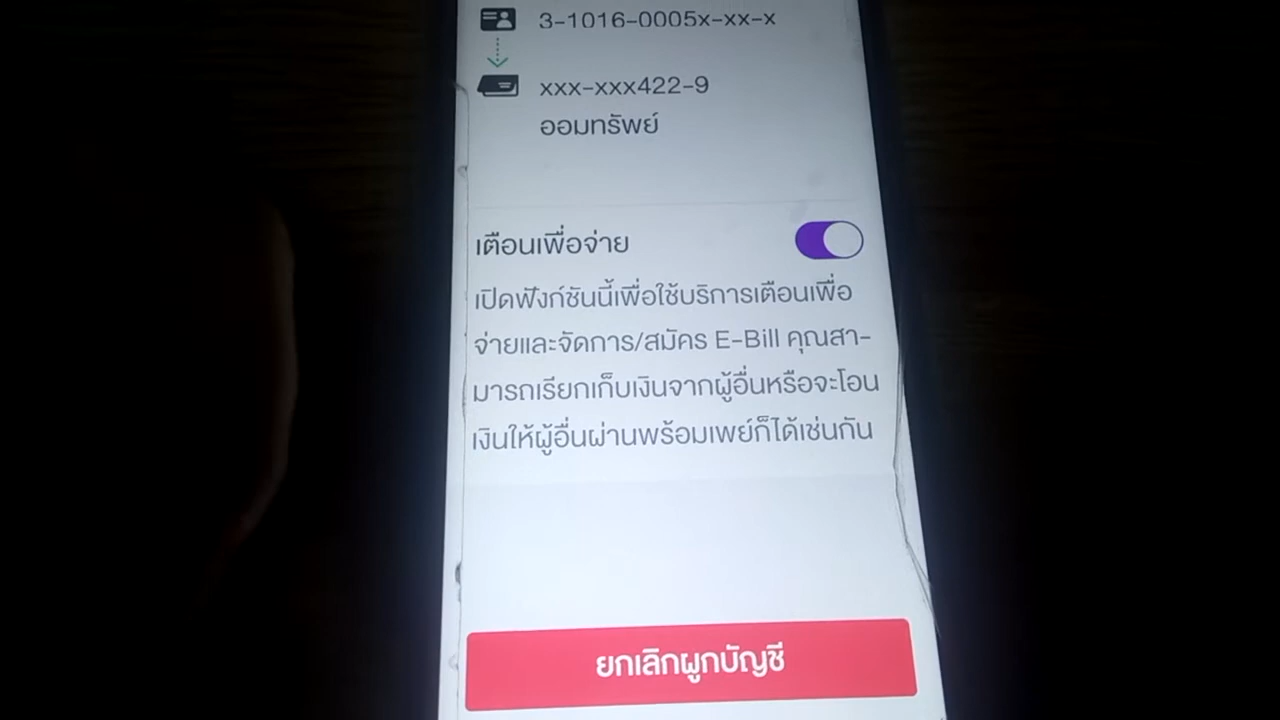 3-1016-0005x-xx-x
xxx-xxx422-9
ออมทรัพย์
เตือนเพื่อจ่าย
เปิดฟังก์ชันนี้เพื่อใช้บริการเตือนเพื่อ
จ่ายและจัดการ/สมัคร E-Bill คุณสา-
มารถเรียกเก็บเงินจากผู้อื่นหรือจะโอน
เงินให้ผู้อื่นผ่านพร้อมเพย์ก็ได้เช่นกัน
ยกเลิกผูกบัญชี